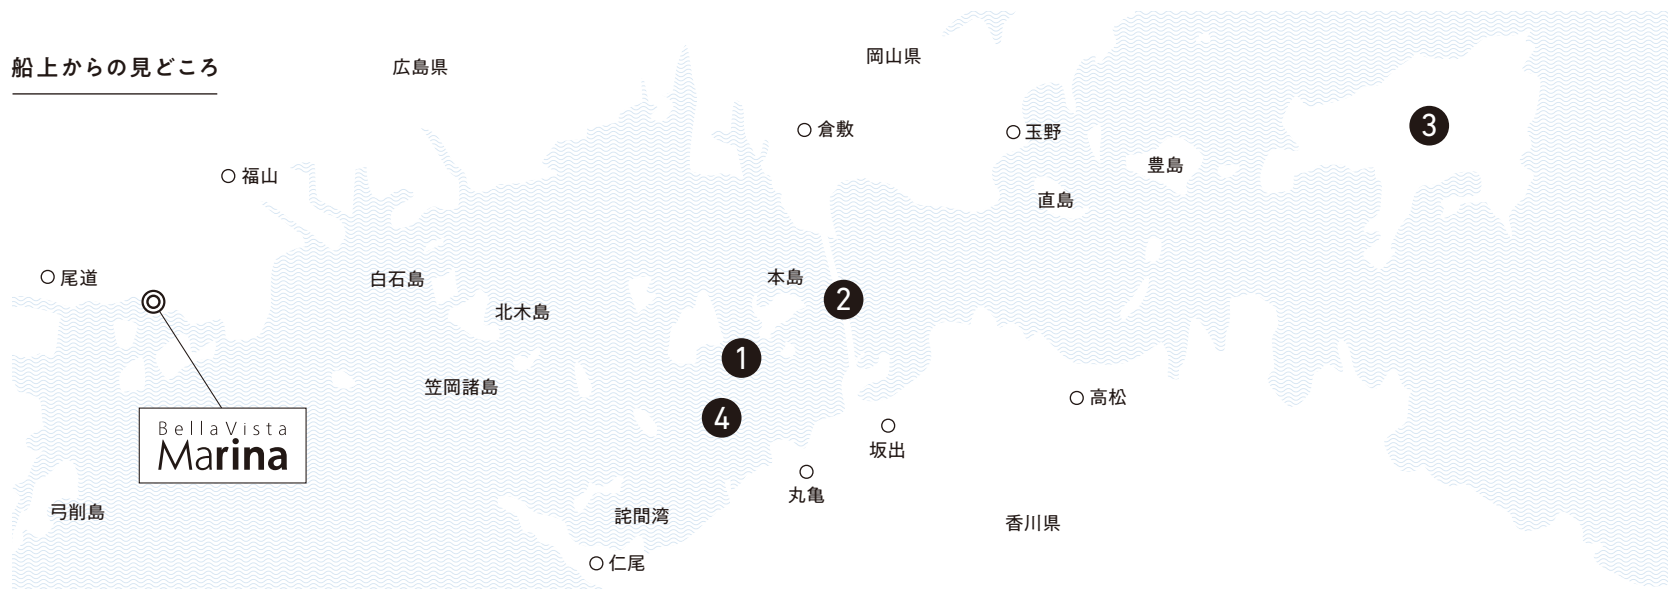 船上からの見どころ
広島県
岡山県
倉敷
玉野
3
豊島
福山
直島
尾道
白石島
本島
2
北木島
1
笠岡諸島
高松
4
BellaVista
Marina
坂出
丸亀
弓削島
詫間湾
香川県
仁尾